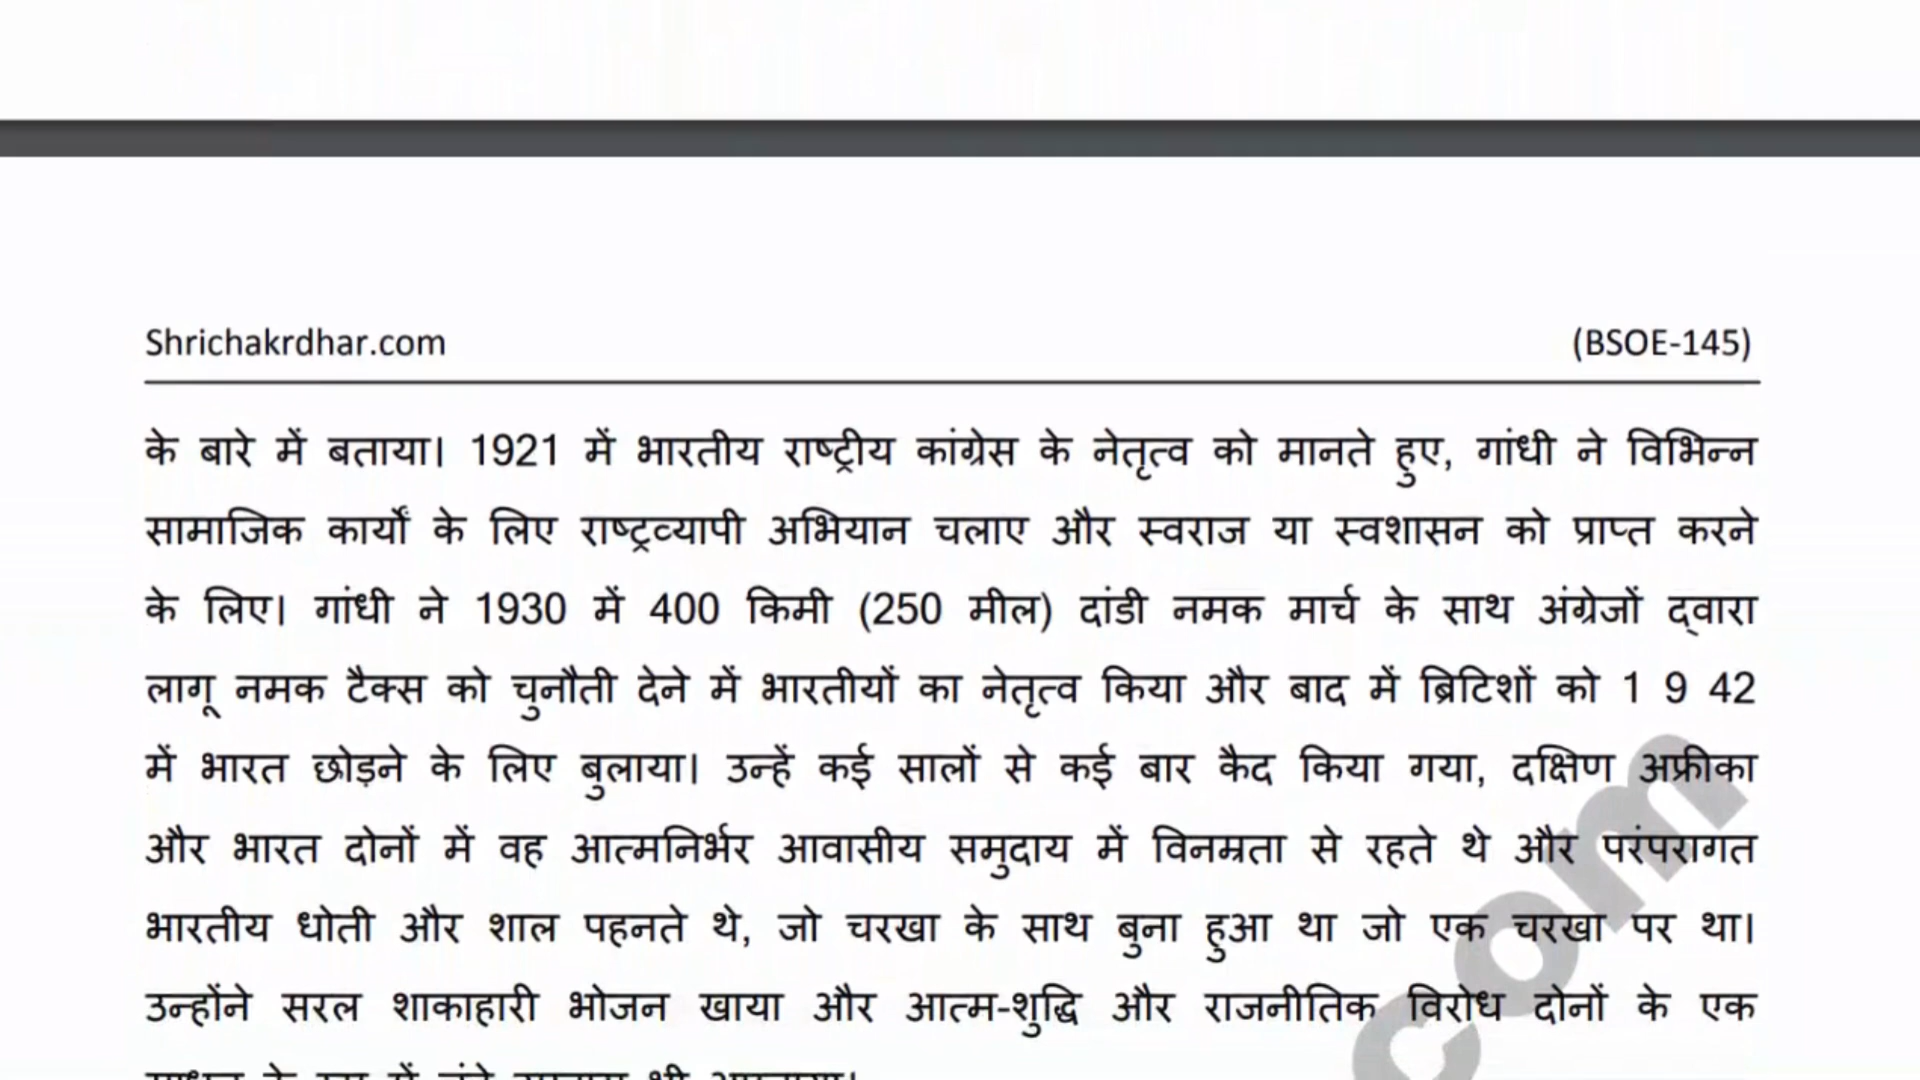 Shrichakrdhar.com (BSOE-145)
के बारे में बताया। 1921 में भारतीय राष्ट्रीय कांग्रेस के नेतृत्व को मानते हुए, गांधी ने विभिन्न
सामाजिक कार्यों के लिए राष्ट्रव्यापी अभियान चलाए और स्वराज या स्वशासन को प्राप्त करने
के लिए। गांधी ने 1930 में 400 किमी (250 मील) दांडी नमक मार्च के साथ अंग्रेजों द्वारा
लागू नमक टैक्स को चुनौती देने में भारतीयों का नेतृत्व किया और बाद में ब्रिटिशों को 1 9 42
में भारत छोड़ने के लिए बुलाया। उन्हें कई सालों से कई बार कैद किया गया, दक्षिण अफ्रीका
और भारत दोनों में वह आत्मनिर्भर आवासीय समुदाय में विनम्रता से रहते थे और परंपरागत
भारतीय धोती और शाल पहनते थे, जो चरखा के साथ बुना हुआ था जो एक चरखा पर था।
उन्होंने सरल शाकाहारी भोजन खाया और आत्म-शुद्धि और राजनीतिक विरोध दोनों के एक
com